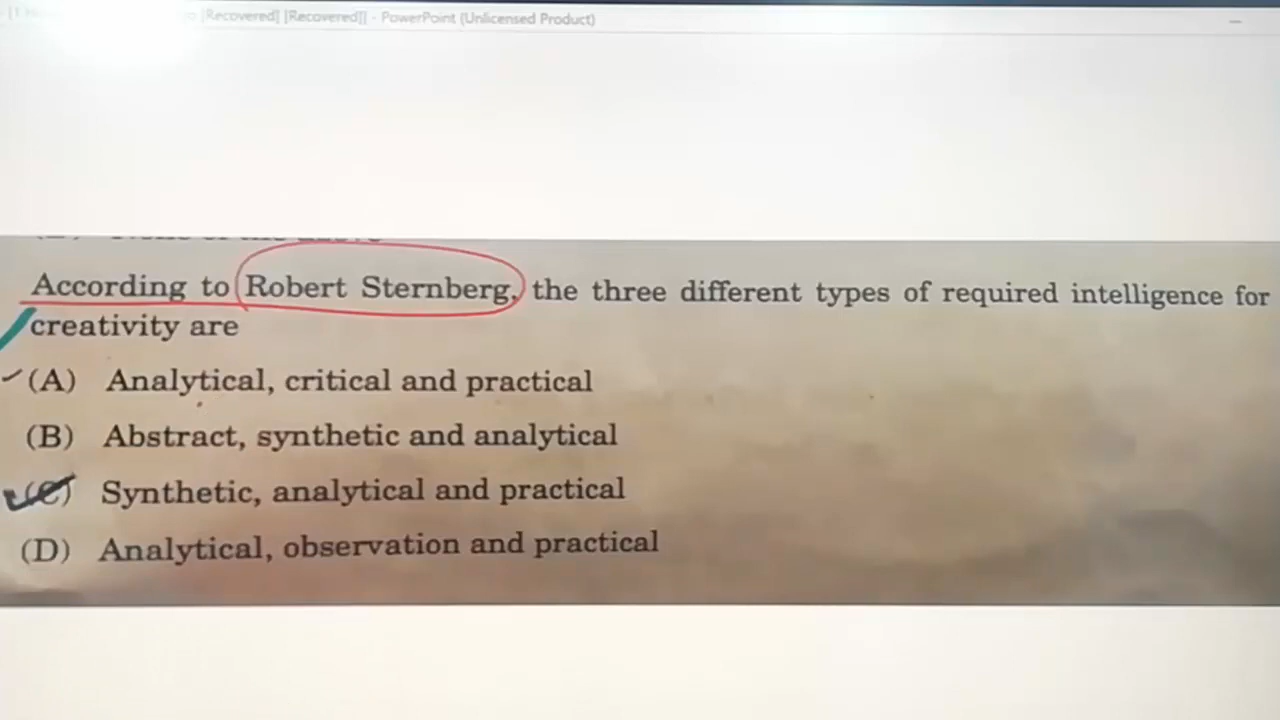 [Recovered] [Recovered]] - PowerPoint (Unlicensed Product)
According to Robert Sternberg, the three different types of required intelligence for
creativity are
(A) Analytical, critical and practical
(B) Abstract, synthetic and analytical
(C) Synthetic, analytical and practical
(D) Analytical, observation and practical